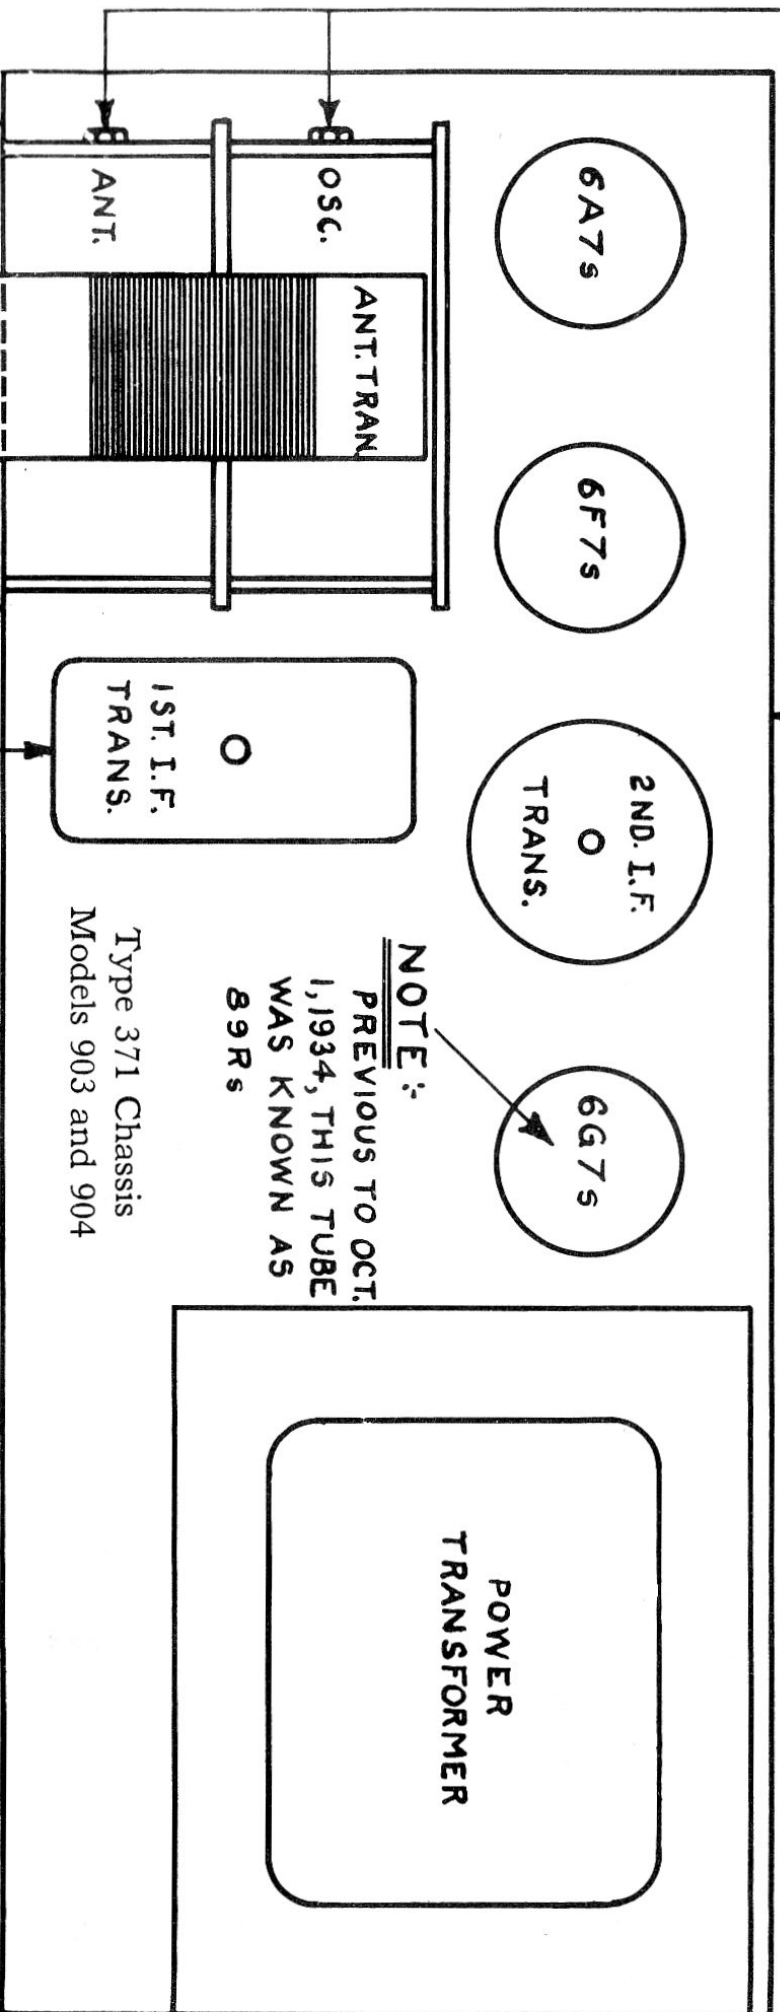 6A7s
6F7s
2ND. I.F.
TRANS.
6G7s
OSC.
ANT.
ANT. TRAN
1ST. I.F.
TRANS.
NOTE:-
PREVIOUS TO OCT.
1, 1934, THIS TUBE
WAS KNOWN AS
89Rs
POWER
TRANSFORMER
Type 371 Chassis
Models 903 and 904